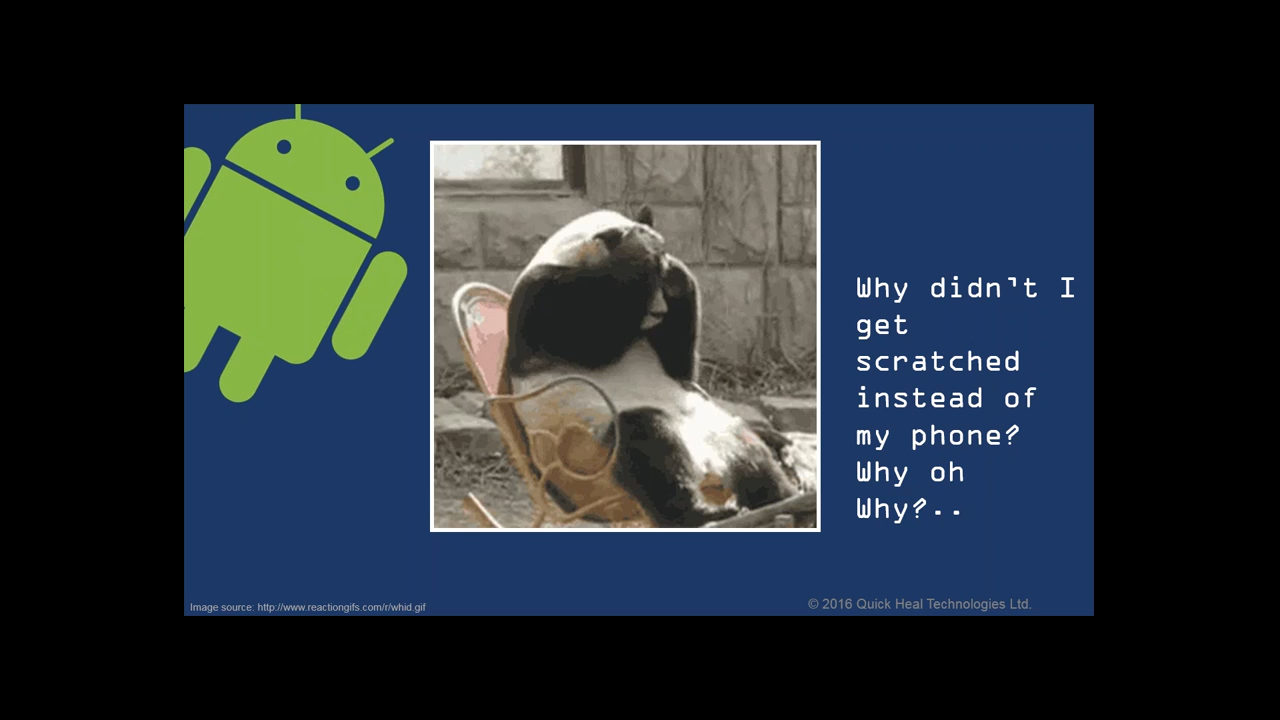 Why didn't I
get
scratched
instead of
my phone?
Why oh
Why?..
Image source: http://www.reactiongifs.com/r/whid.gif
© 2016 Quick Heal Technologies Ltd.